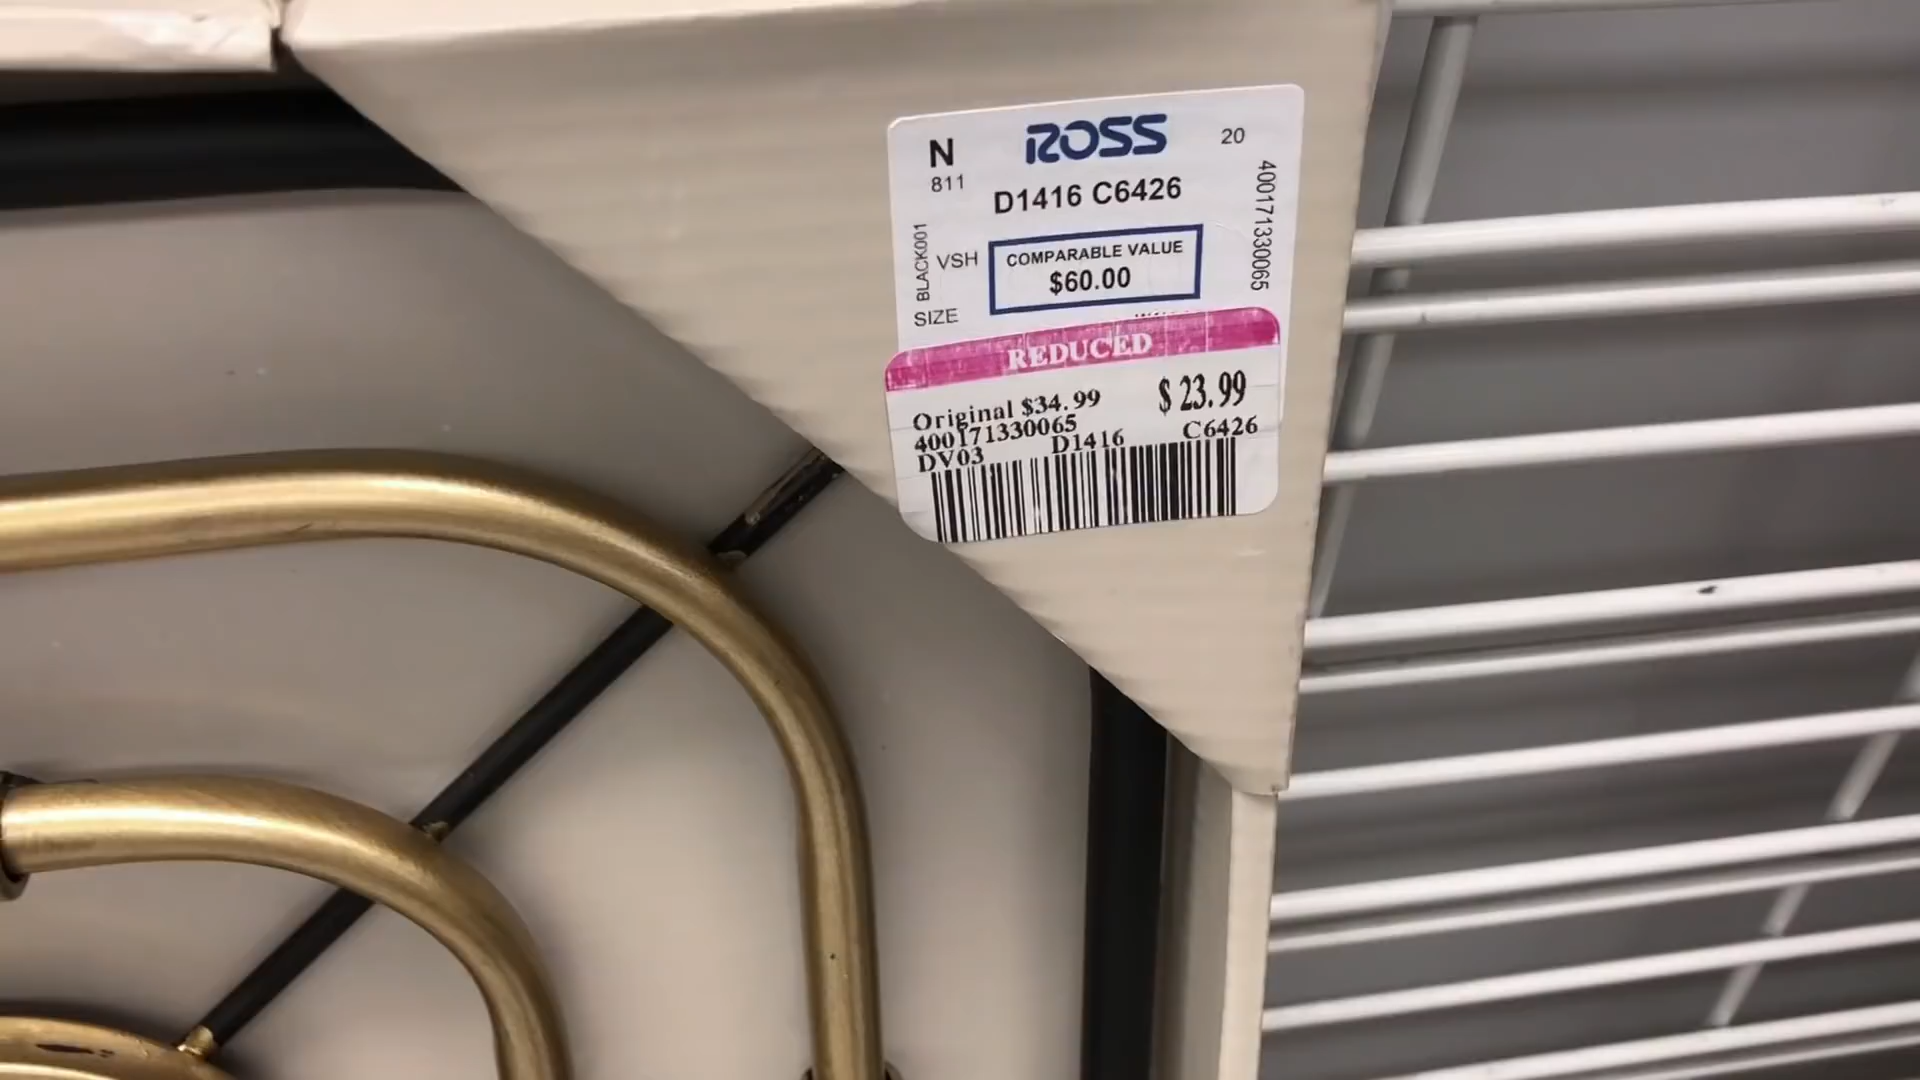 N ROSS 20
811
D1416 C6426
400171330065
BLACK001
VSH
COMPARABLE VALUE
$60.00
SIZE
REDUCED
Original $34.99 $23.99
400171330065
DV03 D1416 C6426